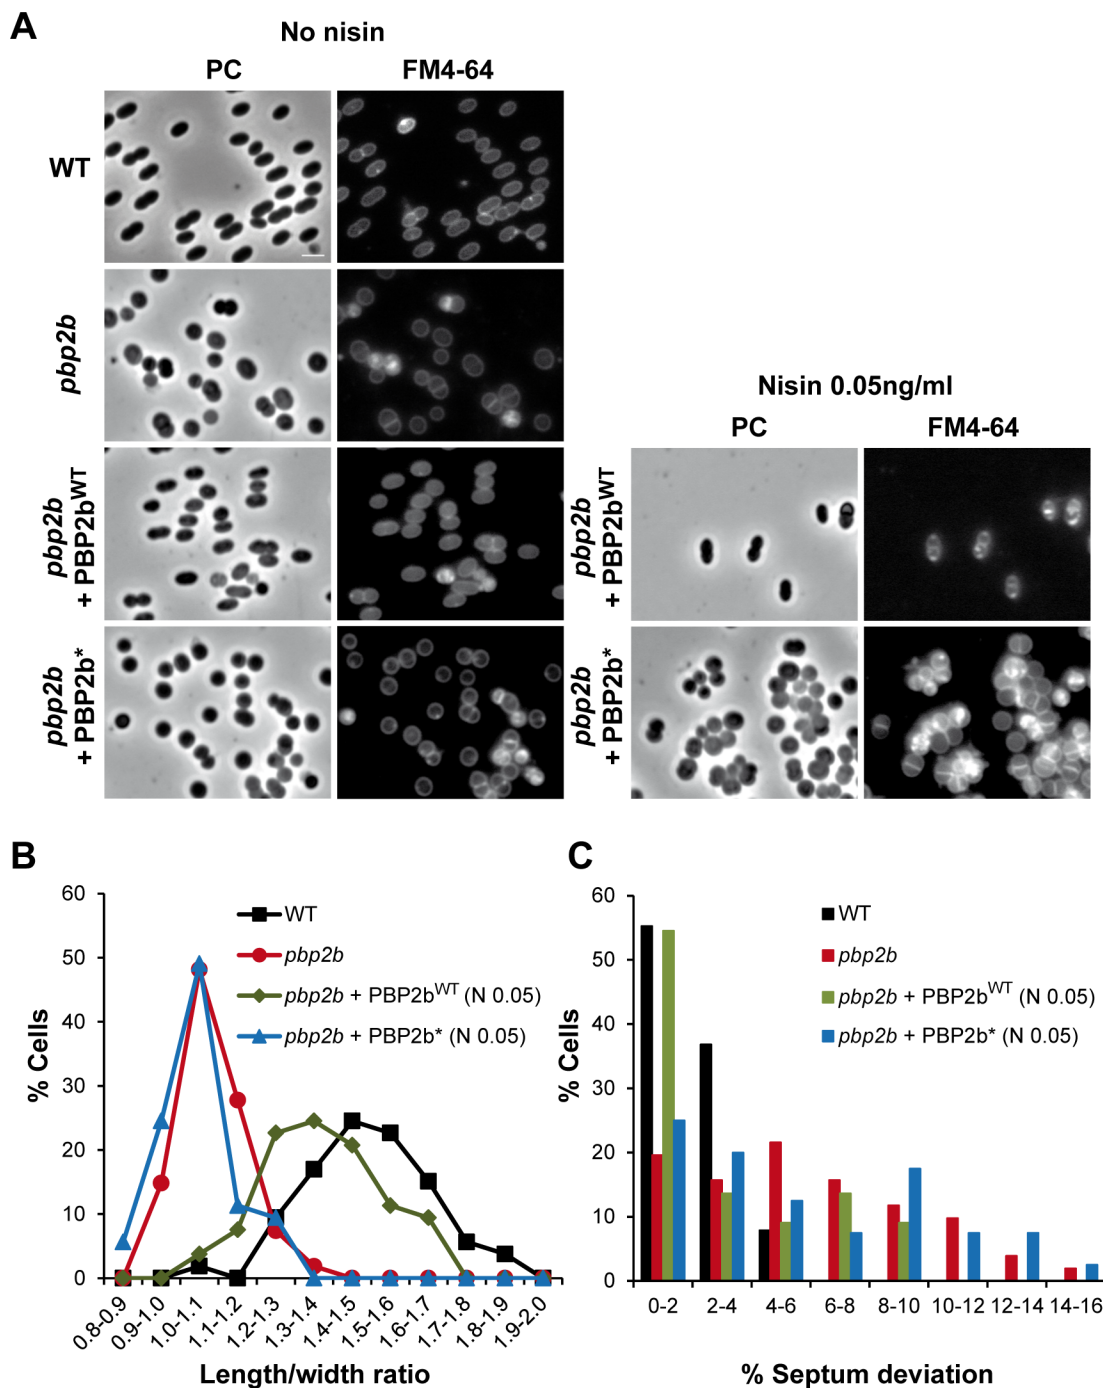 A
No nisin
PC
FM4-64
WT
pbp2b
pbp2b
+ PBP2bWT
pbp2b
+ PBP2b*
Nisin 0.05ng/ml
PC
FM4-64
pbp2b
+ PBP2bWT
pbp2b
+ PBP2b*
B
% Cells
60
50
40
30
20
10
0
WT
pbp2b
pbp2b + PBP2bWT (N 0.05)
pbp2b + PBP2b* (N 0.05)
0.8-0.9
0.9-1.0
1.0-1.1
1.1-1.2
1.2-1.3
1.3-1.4
1.4-1.5
1.5-1.6
1.6-1.7
1.7-1.8
1.8-1.9
1.9-2.0
Length/width ratio
C
% Cells
60
50
40
30
20
10
0
WT
pbp2b
pbp2b + PBP2bWT (N 0.05)
pbp2b + PBP2b* (N 0.05)
0-2
2-4
4-6
6-8
8-10
10-12
12-14
14-16
% Septum deviation